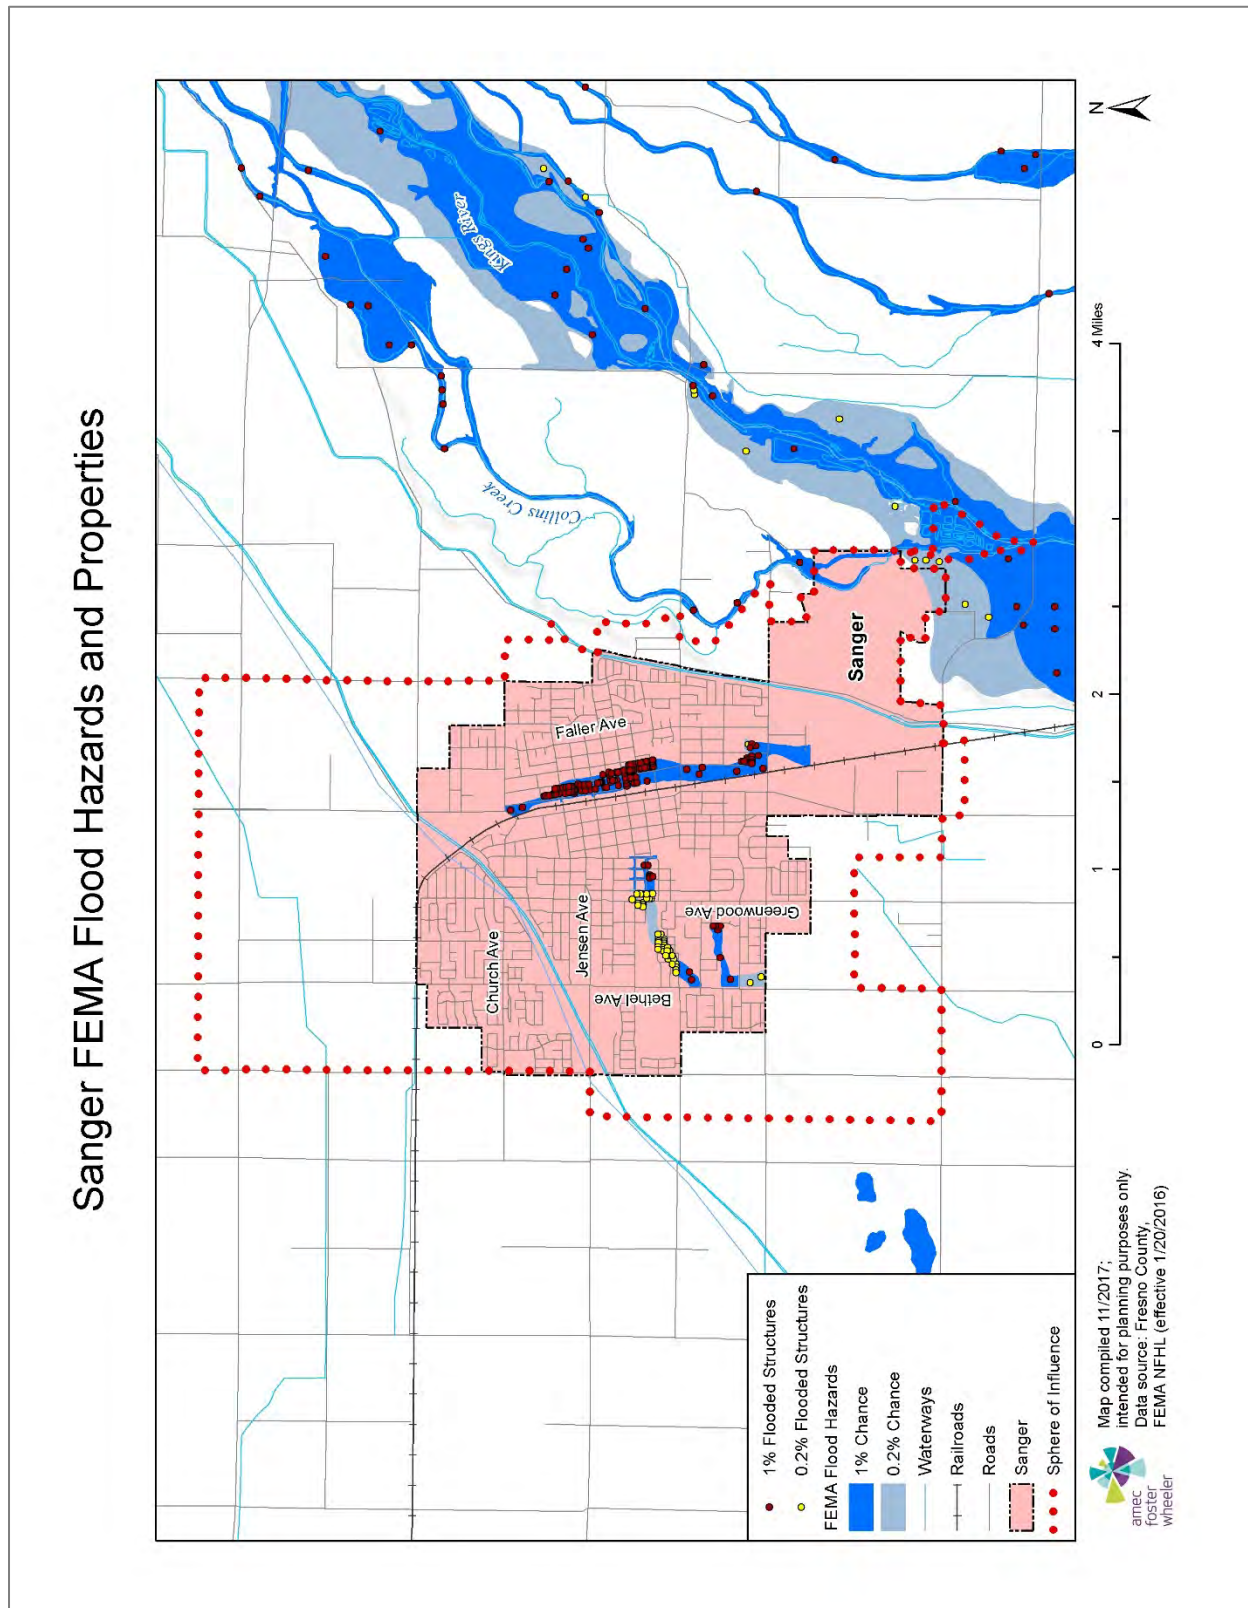 Sanger FEMA Flood Hazards and Properties
Kings River
Collins Creek
Sanger
Faller Ave
Church Ave
Jensen Ave
Bethel Ave
Greenwood Ave
N
0
1
2
4 Miles
1% Flooded Structures
0.2% Flooded Structures
FEMA Flood Hazards
1% Chance
0.2% Chance
Waterways
Railroads
Roads
Sanger
Sphere of Influence
amec
foster
wheeler
Map compiled 11/2017;
intended for planning purposes only.
Data source: Fresno County,
FEMA NFHL (effective 1/20/2016)